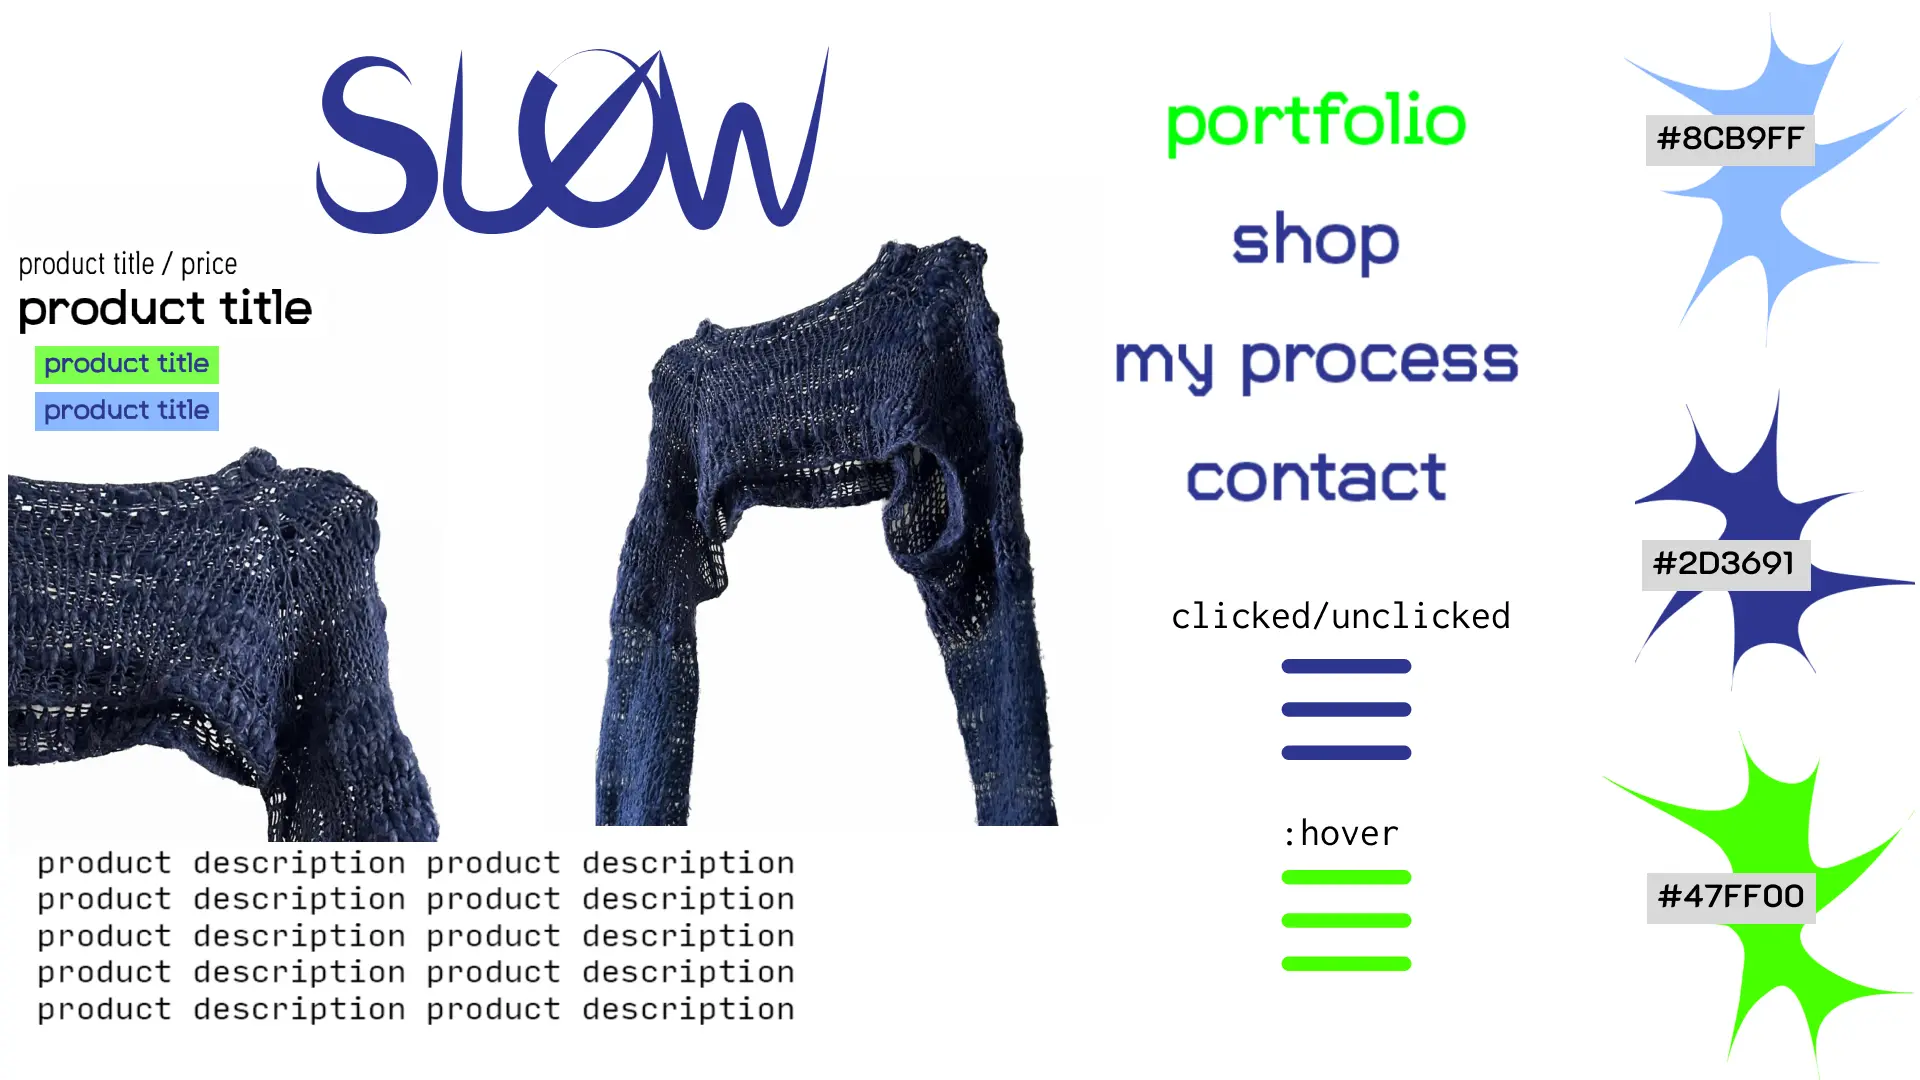 SLØW
product title / price
product title
product title
product title
product description product description
product description product description
product description product description
product description product description
product description product description
portfolio
shop
my process
contact
clicked/unclicked
:hover
#8CB9FF
#2D3691
#47FF00